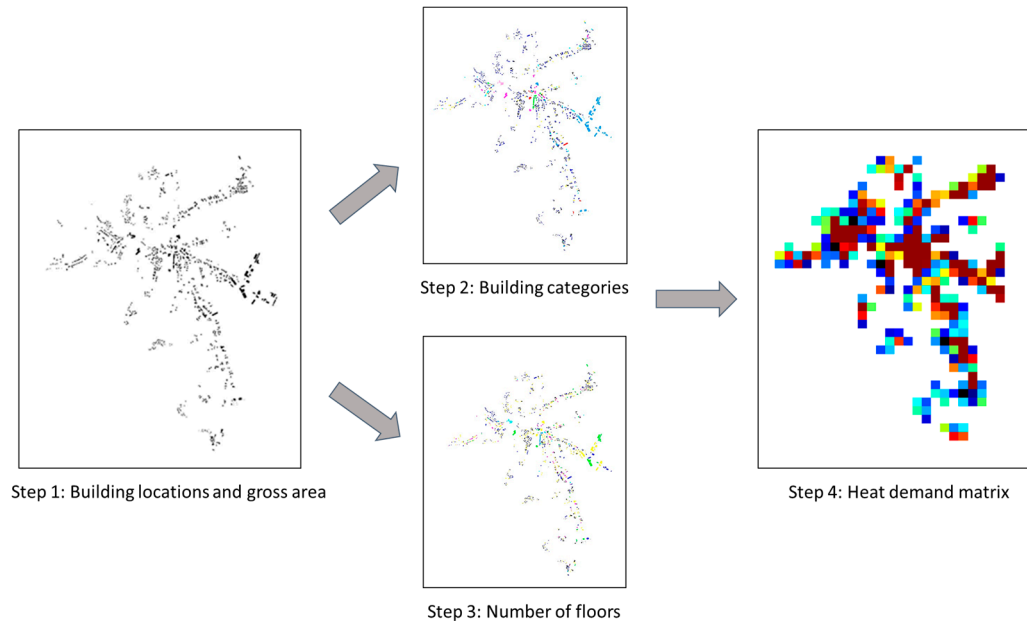 Step 1: Building locations and gross area
Step 2: Building categories
Step 3: Number of floors
Step 4: Heat demand matrix